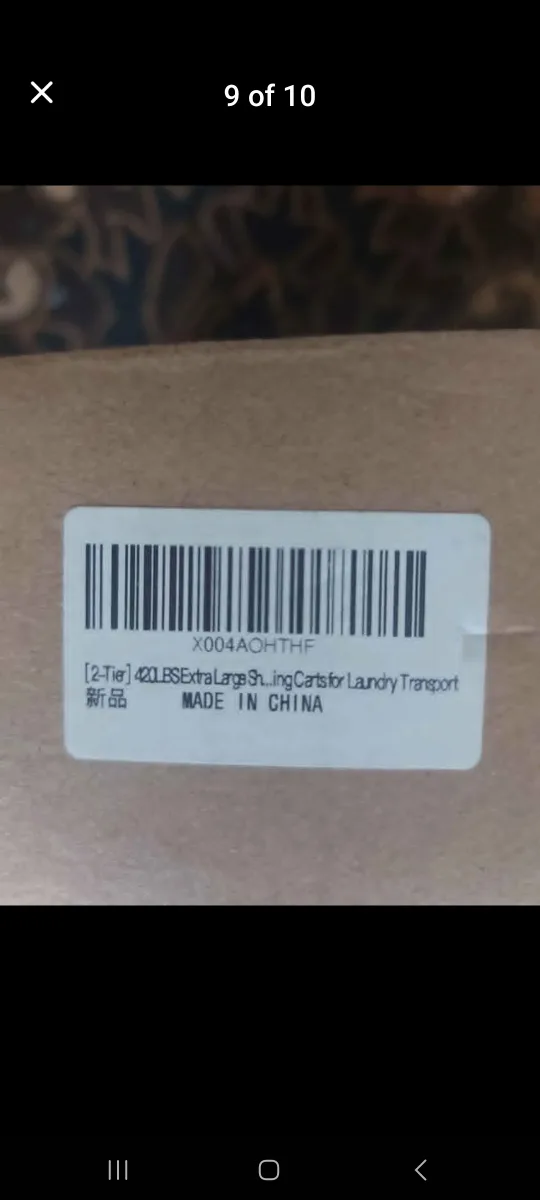 9 of 10
X004AOHTHF
[2-Tier] 420LBS Extra Large Sh...ing Carts for Laundry Transport
新品 MADE IN CHINA